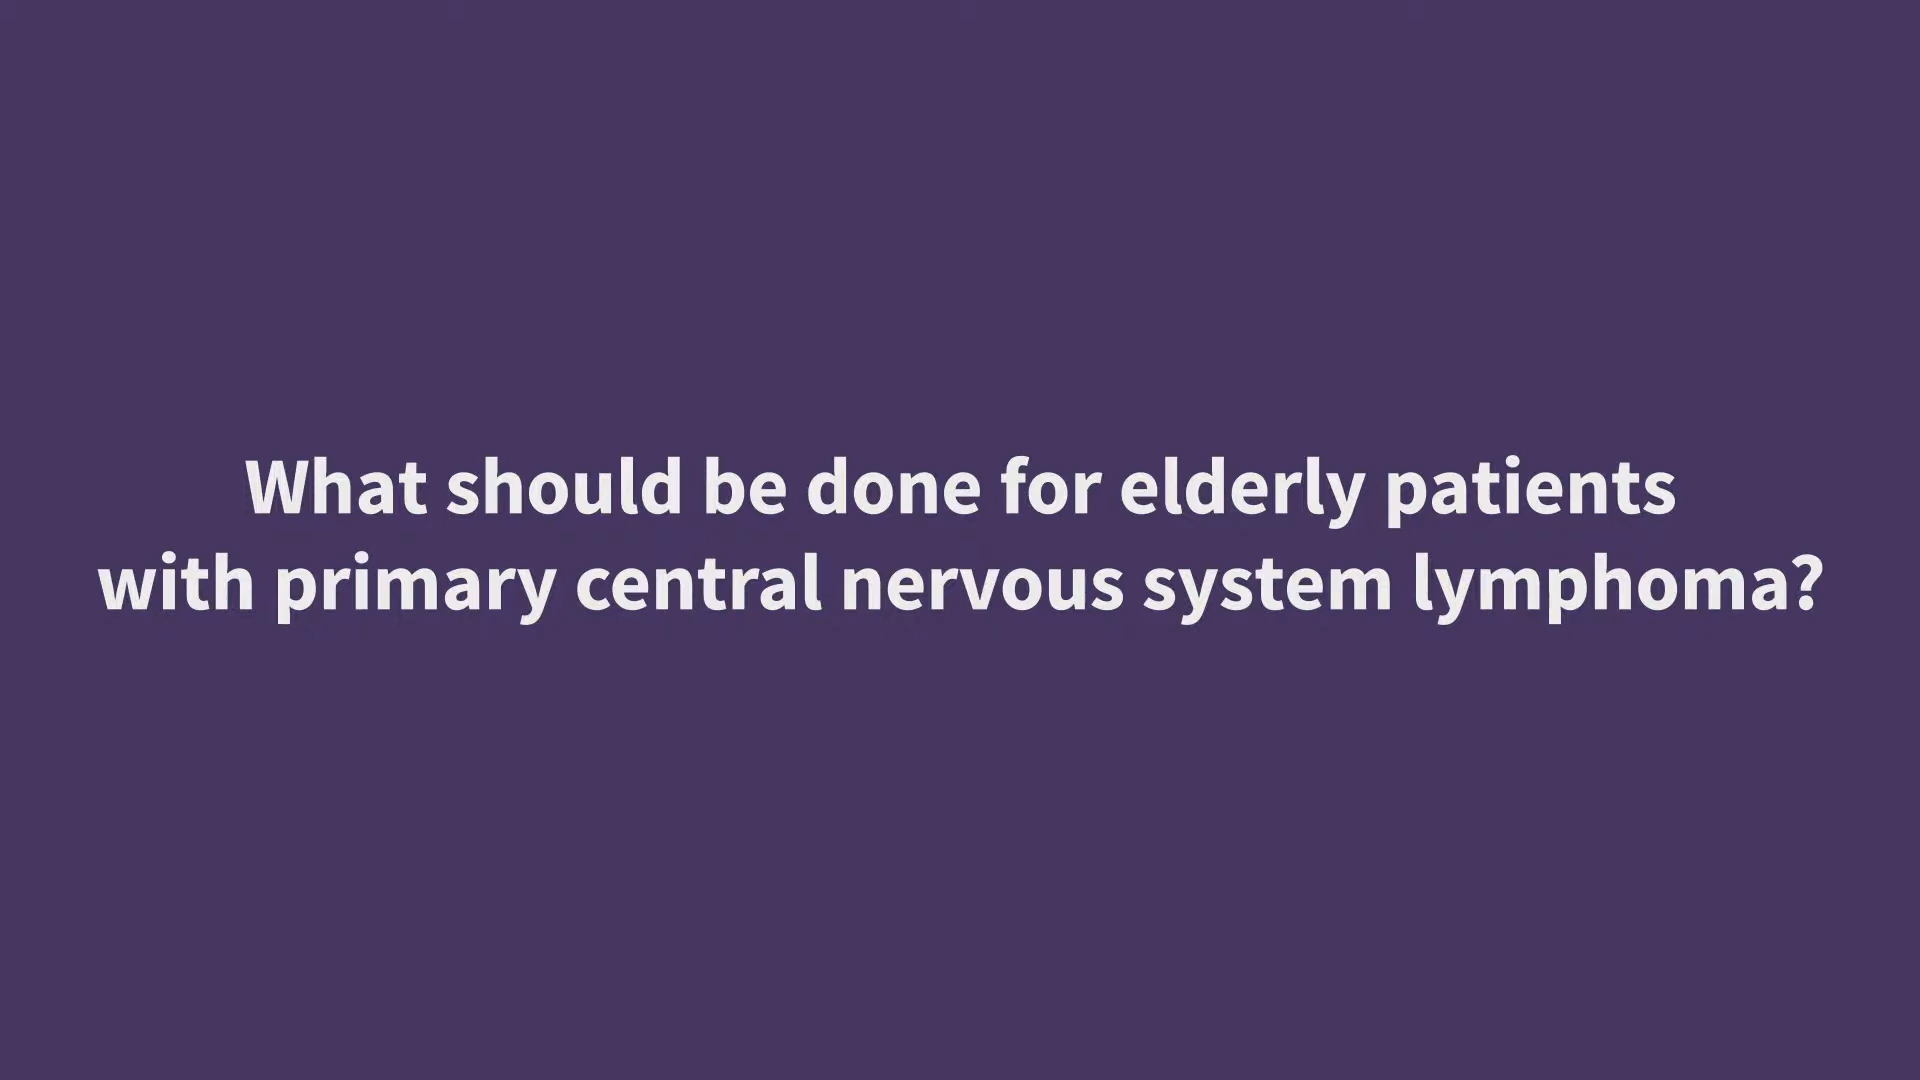 What should be done for elderly patients
with primary central nervous system lymphoma?